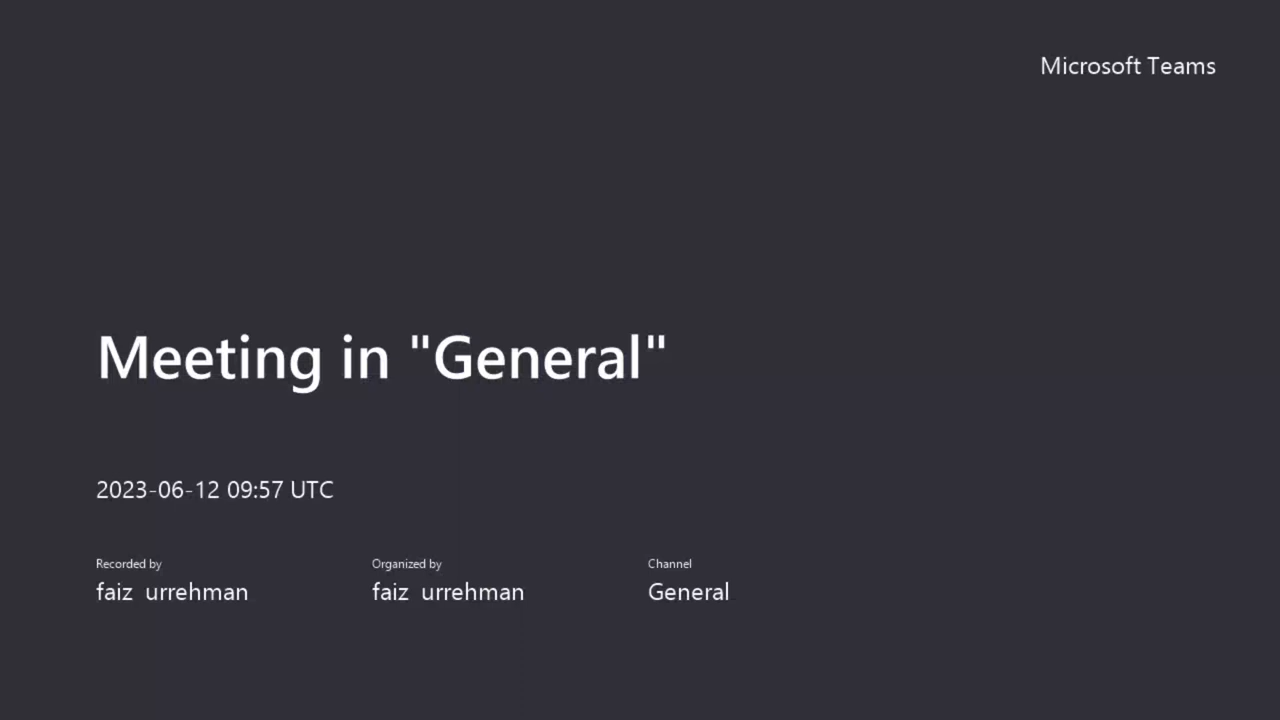 Microsoft Teams
Meeting in "General"
2023-06-12 09:57 UTC
Recorded by
Organized by
Channel
faiz  urrehman
faiz  urrehman
General